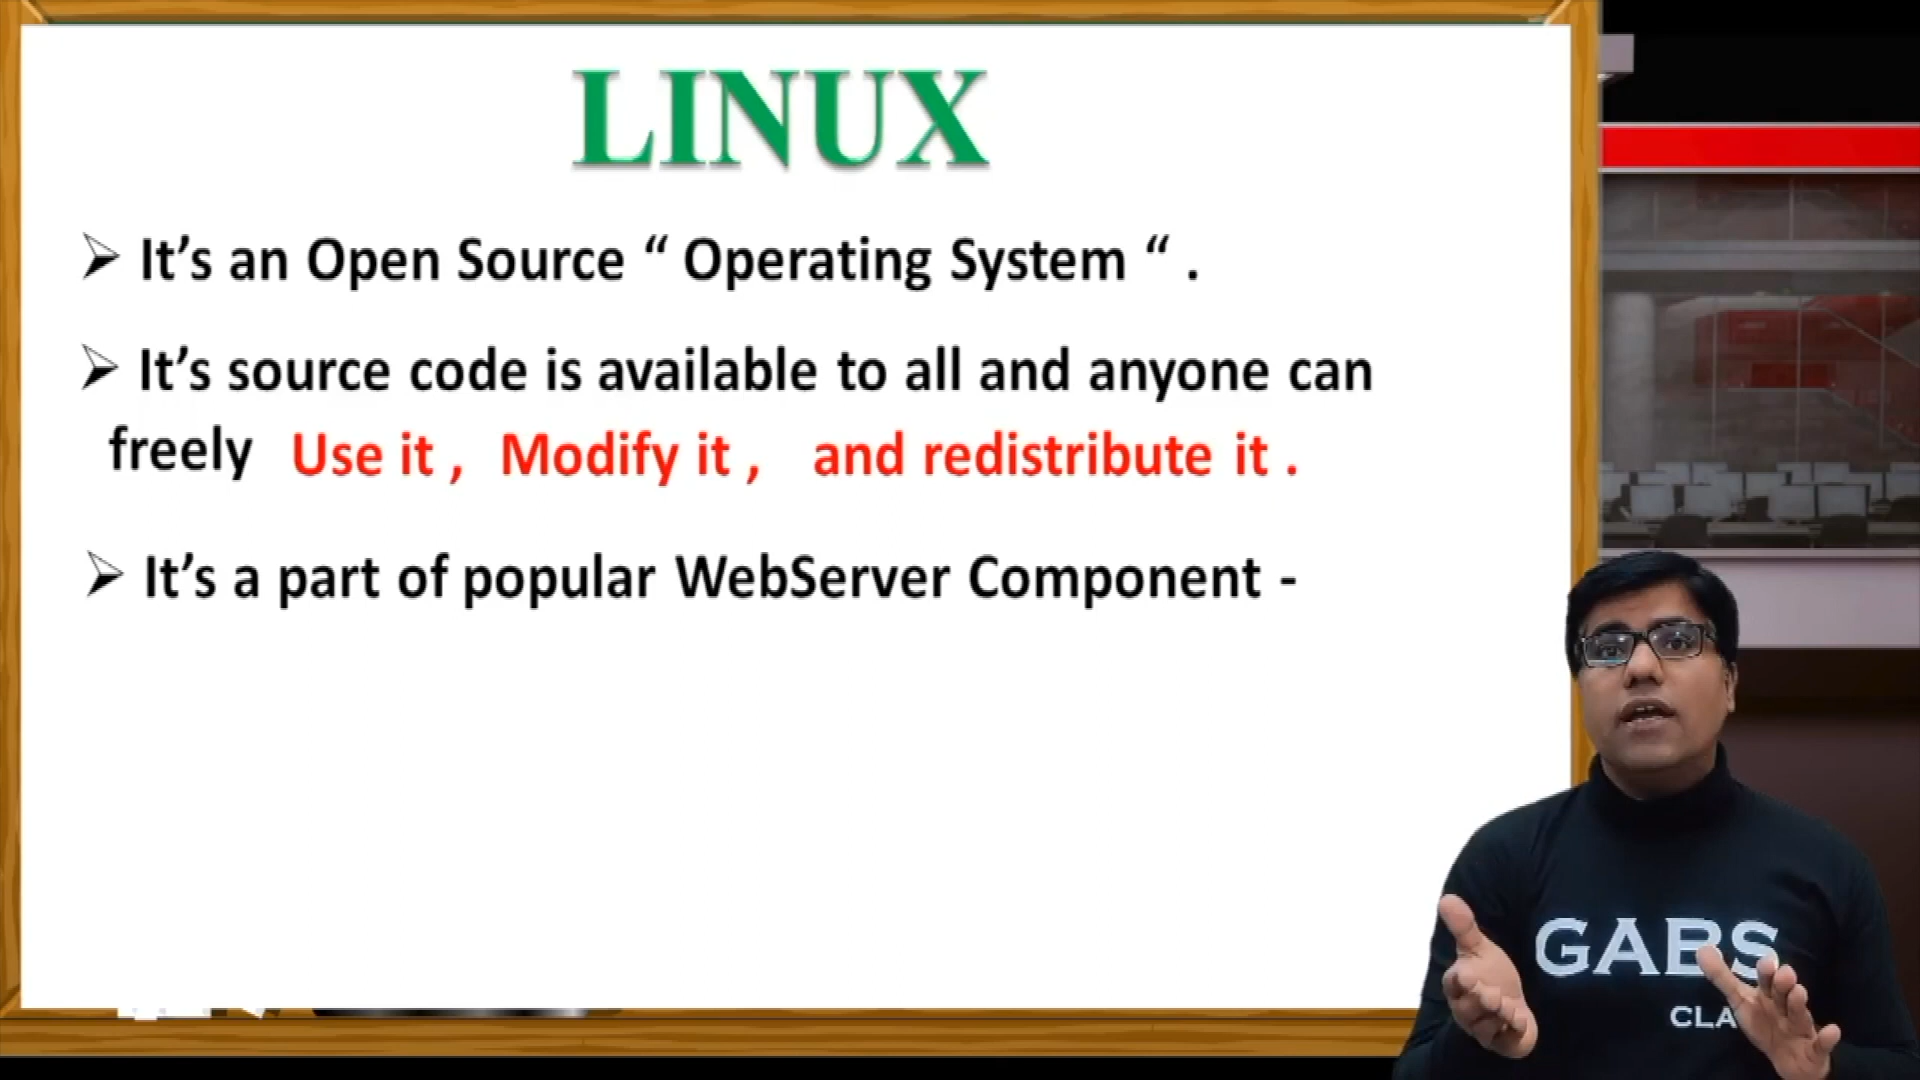 LINUX
➢ It’s an Open Source “ Operating System “ .
➢ It’s source code is available to all and anyone can
freely Use it , Modify it , and redistribute it .
➢ It’s a part of popular WebServer Component -
GABS
CLA